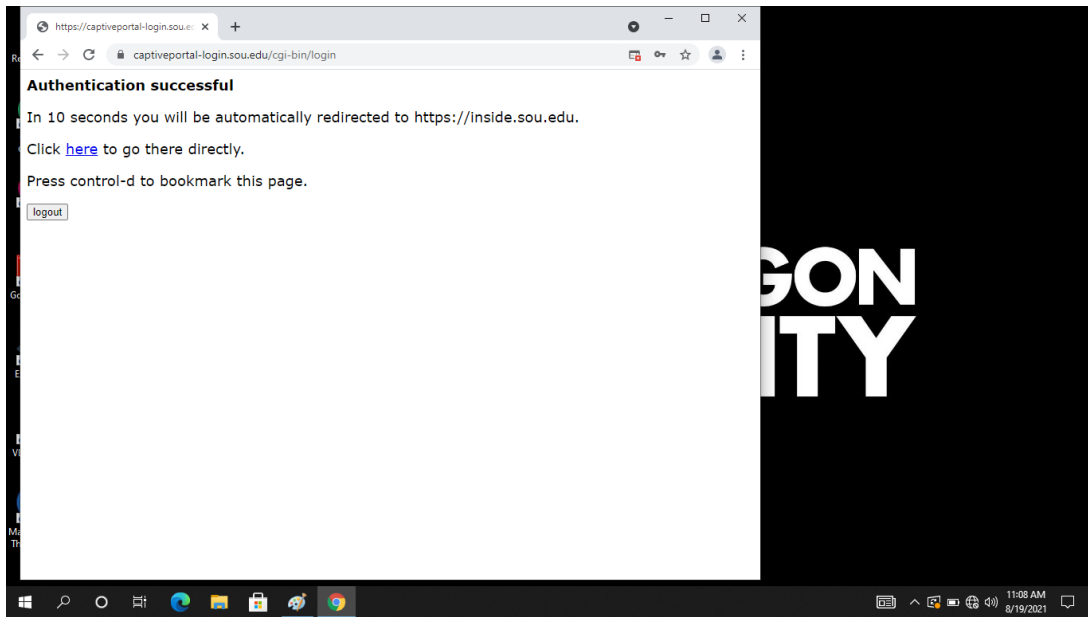 https://captiveportal-login.sou.ec
captiveportal-login.sou.edu/cgi-bin/login
Authentication successful
In 10 seconds you will be automatically redirected to https://inside.sou.edu.
Click here to go there directly.
Press control-d to bookmark this page.
logout
GON
ITY
11:08 AM
8/19/2021